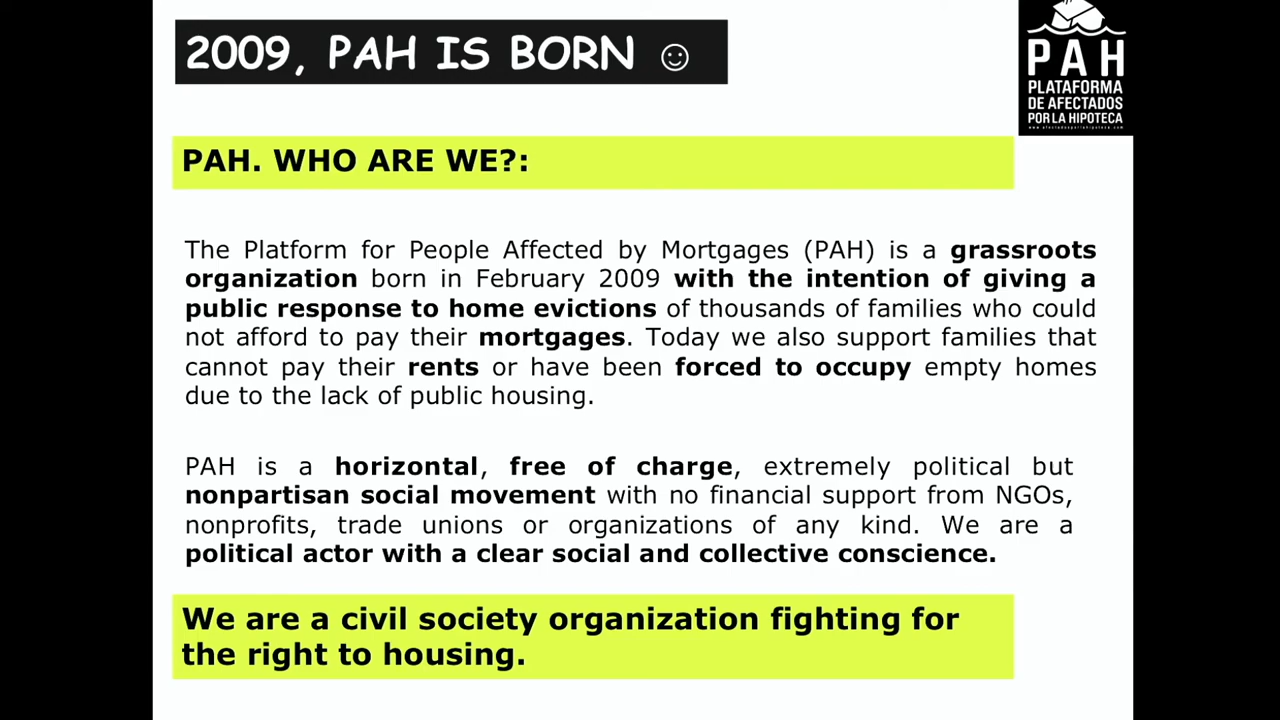 2009, PAH IS BORN ☺
PAH
PLATAFORMA
DE AFECTADOS
POR LA HIPOTECA
www.afectadosporlahipoteca.com
PAH. WHO ARE WE?:
The Platform for People Affected by Mortgages (PAH) is a grassroots
organization born in February 2009 with the intention of giving a
public response to home evictions of thousands of families who could
not afford to pay their mortgages. Today we also support families that
cannot pay their rents or have been forced to occupy empty homes
due to the lack of public housing.
PAH is a horizontal, free of charge, extremely political but
nonpartisan social movement with no financial support from NGOs,
nonprofits, trade unions or organizations of any kind. We are a
political actor with a clear social and collective conscience.
We are a civil society organization fighting for
the right to housing.